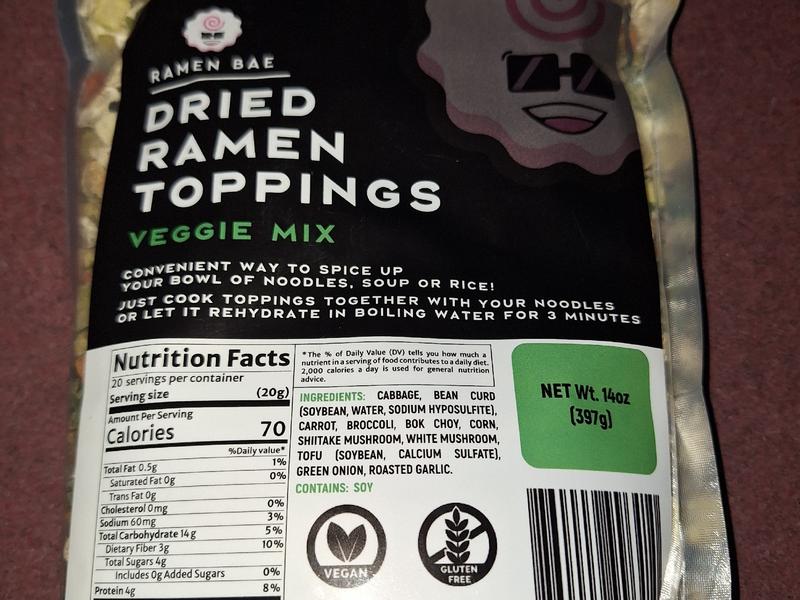 RAMEN BAE
DRIED
RAMEN
TOPPINGS
VEGGIE MIX
CONVENIENT WAY TO SPICE UP
YOUR BOWL OF NOODLES, SOUP OR RICE!
JUST COOK TOPPINGS TOGETHER WITH YOUR NOODLES
OR LET IT REHYDRATE IN BOILING WATER FOR 3 MINUTES
Nutrition Facts
20 servings per container
Serving size (20g)
Amount Per Serving
Calories 70
%Daily value*
Total Fat 0.5g 1%
Saturated Fat 0g 0%
Trans Fat 0g
Cholesterol 0mg 0%
Sodium 60mg 3%
Total Carbohydrate 14g 5%
Dietary Fiber 3g 10%
Total Sugars 4g
Includes 0g Added Sugars 0%
Protein 4g 8%
*The % of Daily Value (DV) tells you how much a
nutrient in a serving of food contributes to a daily diet.
2,000 calories a day is used for general nutrition
advice.
INGREDIENTS: CABBAGE, BEAN CURD
(SOYBEAN, WATER, SODIUM HYPOSULFITE),
CARROT, BROCCOLI, BOK CHOY, CORN,
SHIITAKE MUSHROOM, WHITE MUSHROOM,
TOFU (SOYBEAN, CALCIUM SULFATE),
GREEN ONION, ROASTED GARLIC.
CONTAINS: SOY
VEGAN
GLUTEN
FREE
NET Wt. 14oz
(397g)